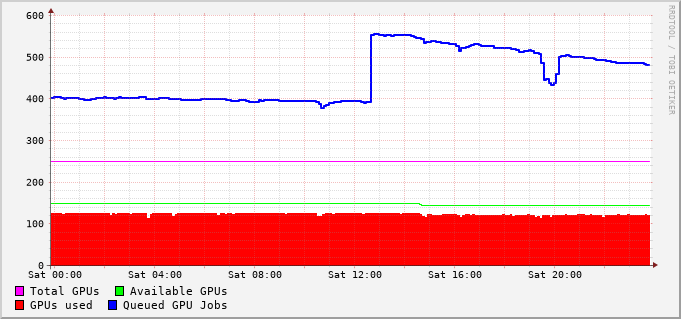 600
500
400
300
200
100
0
Sat 00:00 Sat 04:00 Sat 08:00 Sat 12:00 Sat 16:00 Sat 20:00
Total GPUs Available GPUs
GPUs used Queued GPU Jobs
RRDTOOL / TOBI OETIKER